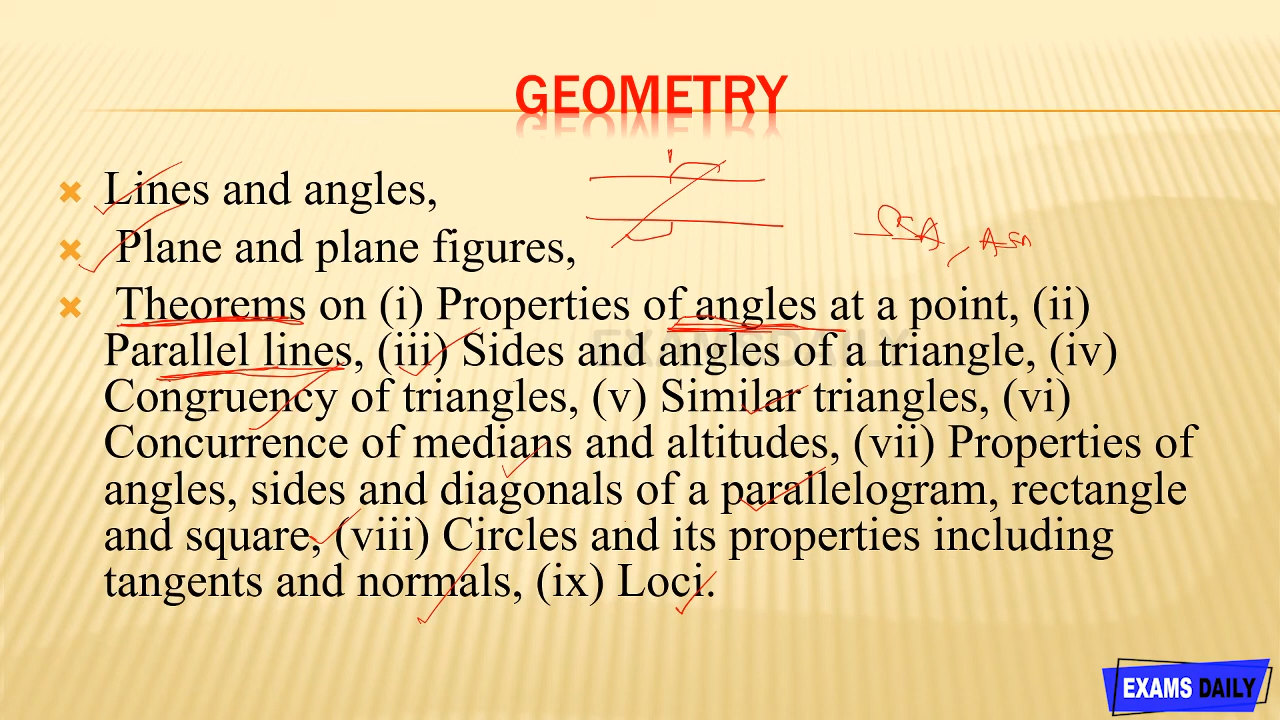 GEOMETRY
Lines and angles,
Plane and plane figures,
Theorems on (i) Properties of angles at a point, (ii)
Parallel lines, (iii) Sides and angles of a triangle, (iv)
Congruency of triangles, (v) Similar triangles, (vi)
Concurrence of medians and altitudes, (vii) Properties of
angles, sides and diagonals of a parallelogram, rectangle
and square, (viii) Circles and its properties including
tangents and normals, (ix) Loci.
EXAMSDAILY
EXAMS DAILY